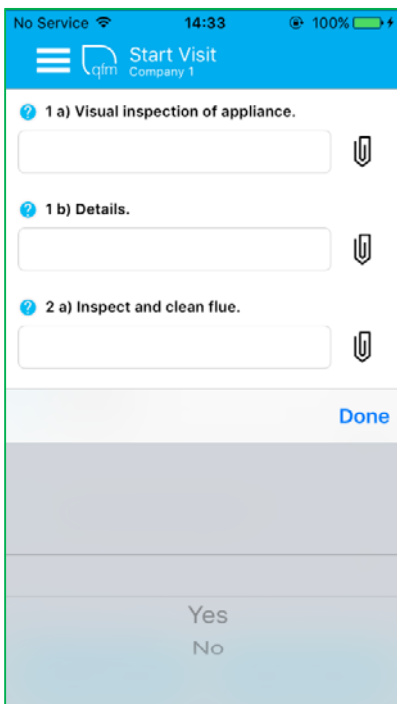 No Service 14:33 100%
qfm Start Visit
Company 1
? 1 a) Visual inspection of appliance.
? 1 b) Details.
? 2 a) Inspect and clean flue.
Done
Yes
No